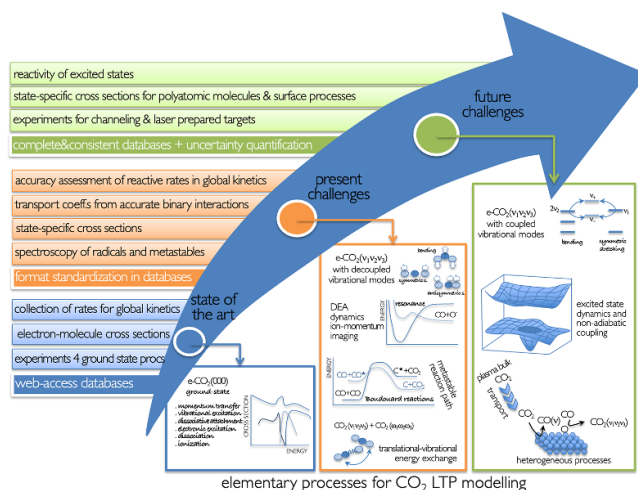 reactivity of excited states
state-specific cross sections for polyatomic molecules & surface processes
experiments for channeling & laser prepared targets
complete&consistent databases + uncertainty quantification
future
challenges
accuracy assessment of reactive rates in global kinetics
transport coeffs from accurate binary interactions
state-specific cross sections
spectroscopy of radicals and metastables
format standardization in databases
present
challenges
collection of rates for global kinetics
electron-molecule cross sections
experiments 4 ground state procs
web-access databases
state of
the art
e-CO₂(000)
ground-state
momentum transfer
vibrational excitation
dissociative attachment
electronic excitation
dissociation
ionization
CROSS SECTION
ENERGY
e-CO₂(v₁v₂v₃)
with decoupled
vibrational modes
bending
symmetric s.
antisymmetric s.
DEA
dynamics
ion-momentum
imaging
ENERGY
resonance
CO+O⁻
ENERGY
CO+CO*
CO+CO
C*+CO₂
C+CO₂
Boudouard reactions
metastable
reaction path
translational-vibrational
energy exchange
e-CO₂(v₁v₂v₃)
with coupled
vibrational modes
2v₂
v₁
bending
symmetric
stretching
excited state
dynamics and
non-adiabatic
coupling
plasma bulk
CO₂
transport
CO₂
CO(v)
CO
O
CO₂(v₁v₂v₃)
heterogeneous processes
elementary processes for CO₂ LTP modelling